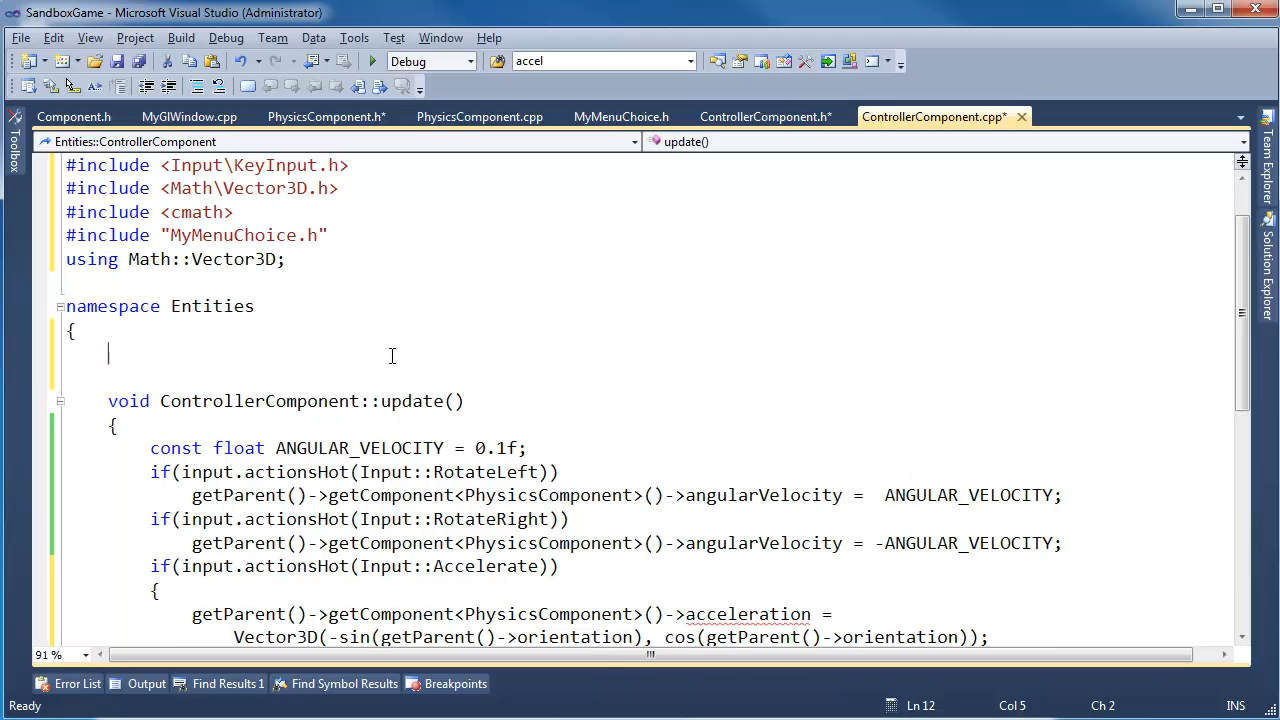 SandboxGame - Microsoft Visual Studio (Administrator)
File Edit View Project Build Debug Team Data Tools Test Window Help
Debug accel
Component.h MyGlWindow.cpp PhysicsComponent.h* PhysicsComponent.cpp MyMenuChoice.h ControllerComponent.h* ControllerComponent.cpp*
Entities::ControllerComponent update()
Toolbox
Team Explorer
Solution Explorer
#include <Input\KeyInput.h>
#include <Math\Vector3D.h>
#include <cmath>
#include "MyMenuChoice.h"
using Math::Vector3D;
namespace Entities
{
void ControllerComponent::update()
{
const float ANGULAR_VELOCITY = 0.1f;
if(input.actionsHot(Input::RotateLeft))
getParent()->getComponent<PhysicsComponent>()->angularVelocity =  ANGULAR_VELOCITY;
if(input.actionsHot(Input::RotateRight))
getParent()->getComponent<PhysicsComponent>()->angularVelocity = -ANGULAR_VELOCITY;
if(input.actionsHot(Input::Accelerate))
{
getParent()->getComponent<PhysicsComponent>()->acceleration =
Vector3D(-sin(getParent()->orientation), cos(getParent()->orientation));
91 %
Error List Output Find Results 1 Find Symbol Results Breakpoints
Ready Ln 12 Col 5 Ch 2 INS